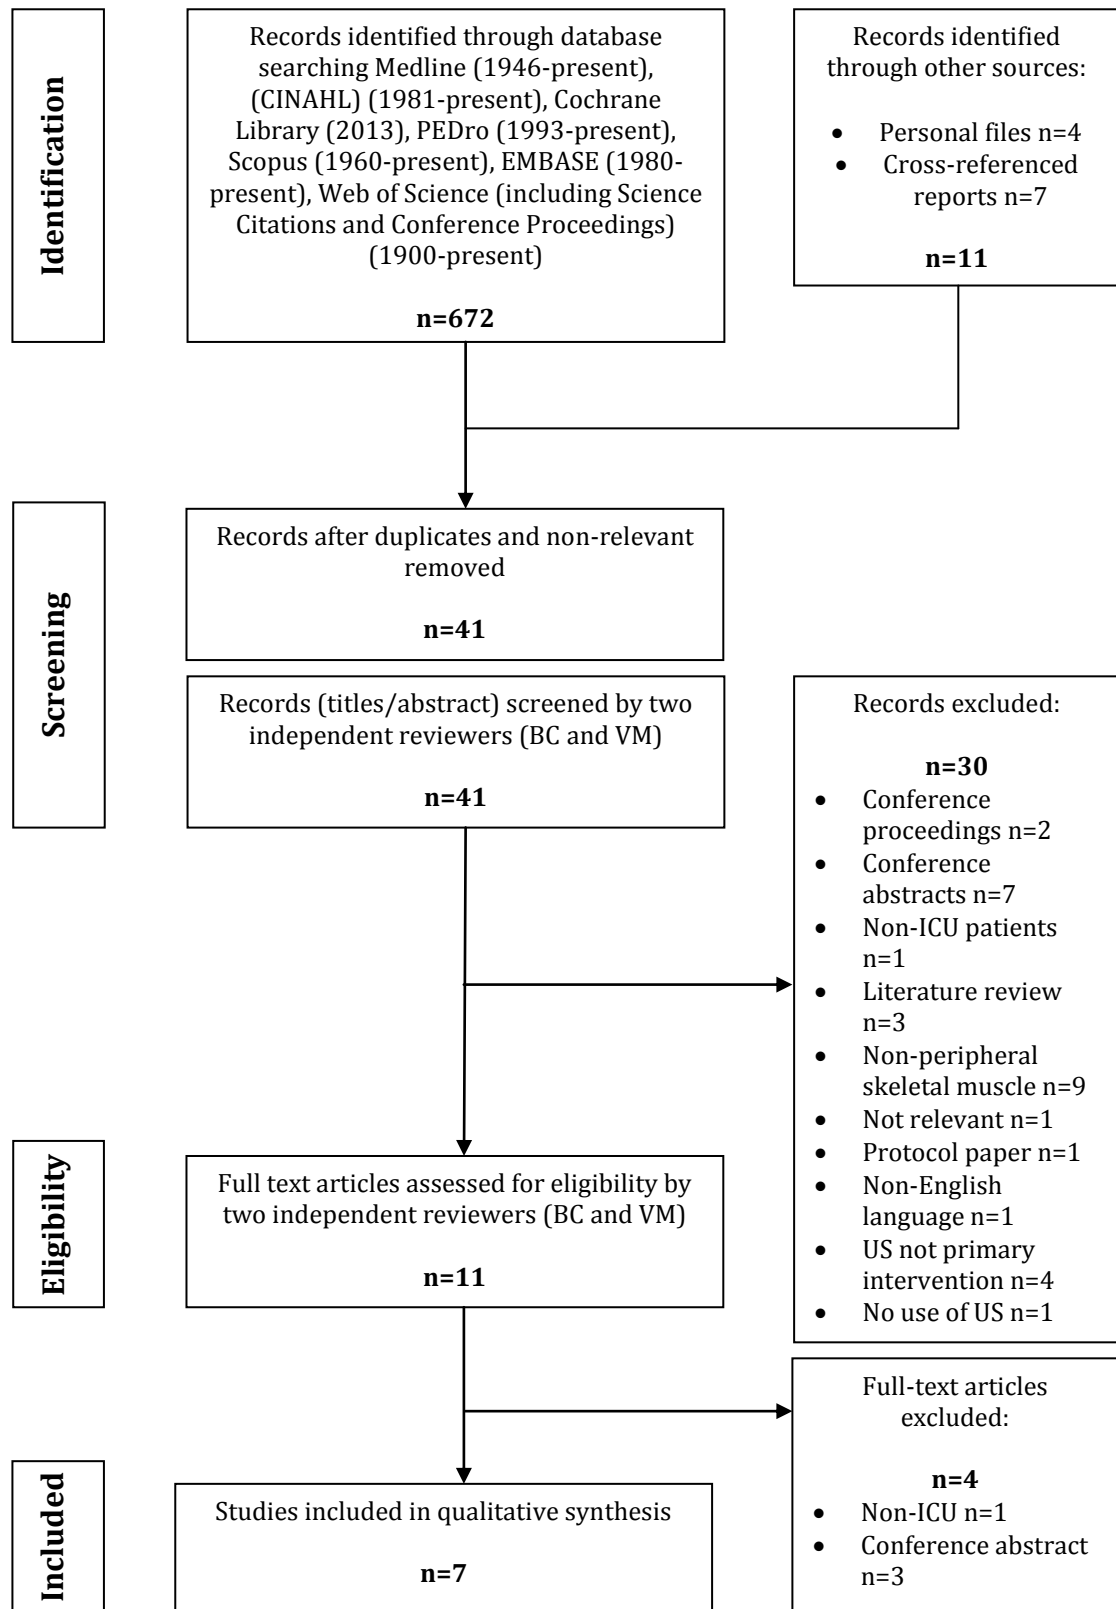 Identification
Records identified through database
searching Medline (1946-present),
(CINAHL) (1981-present), Cochrane
Library (2013), PEDro (1993-present),
Scopus (1960-present), EMBASE (1980-
present), Web of Science (including Science
Citations and Conference Proceedings)
(1900-present)
n=672
Records identified
through other sources:
• Personal files n=4
• Cross-referenced
reports n=7
n=11
Screening
Records after duplicates and non-relevant
removed
n=41
Records (titles/abstract) screened by two
independent reviewers (BC and VM)
n=41
Records excluded:
n=30
• Conference
proceedings n=2
• Conference
abstracts n=7
• Non-ICU patients
n=1
• Literature review
n=3
• Non-peripheral
skeletal muscle n=9
• Not relevant n=1
• Protocol paper n=1
• Non-English
language n=1
• US not primary
intervention n=4
• No use of US n=1
Eligibility
Full text articles assessed for eligibility by
two independent reviewers (BC and VM)
n=11
Full-text articles
excluded:
n=4
• Non-ICU n=1
• Conference abstract
n=3
Included
Studies included in qualitative synthesis
n=7